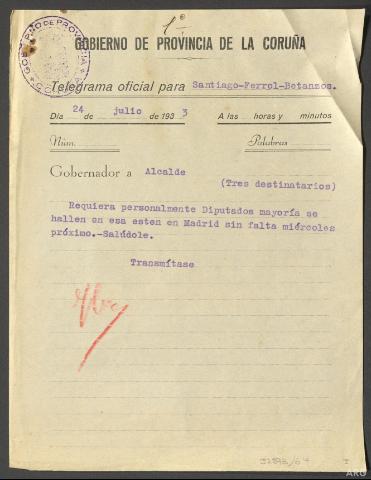 1º
GOBIERNO DE PROVINCIA DE LA CORUÑA
Telegrama oficial para Santiago-Ferrol-Betanzos.
Día 24 de julio de 1933 A las horas y minutos
Núm. Palabras
Gobernador a Alcalde
(Tres destinatarios)
Requiera personalmente Diputados mayoría se
hallen en esa esten en Madrid sin falta miércoles
próximo.-Salúdole.
Transmítase